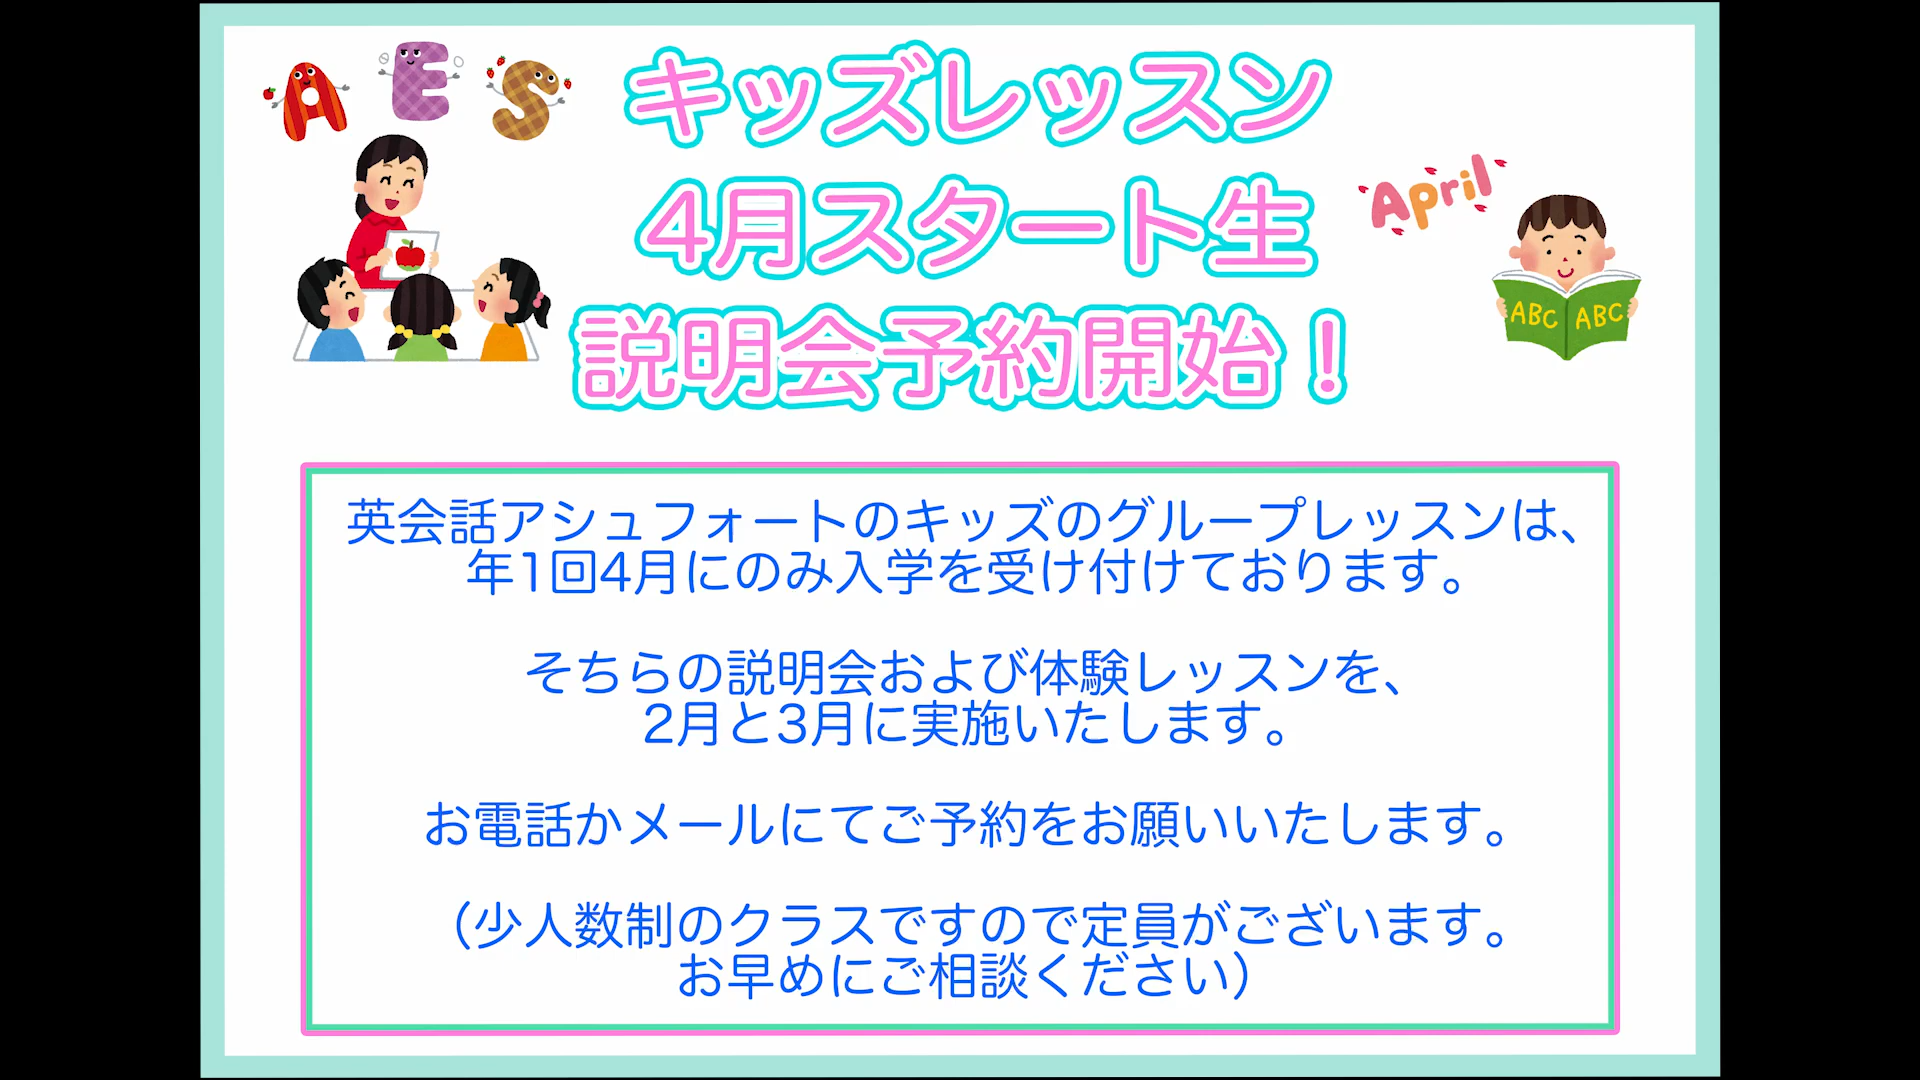 AES
キッズレッスン
4月スタート生
説明会予約開始！
April
ABC ABC
英会話アシュフォートのキッズのグループレッスンは、
年1回4月にのみ入学を受け付けております。
そちらの説明会および体験レッスンを、
2月と3月に実施いたします。
お電話かメールにてご予約をお願いいたします。
（少人数制のクラスですので定員がございます。
お早めにご相談ください）